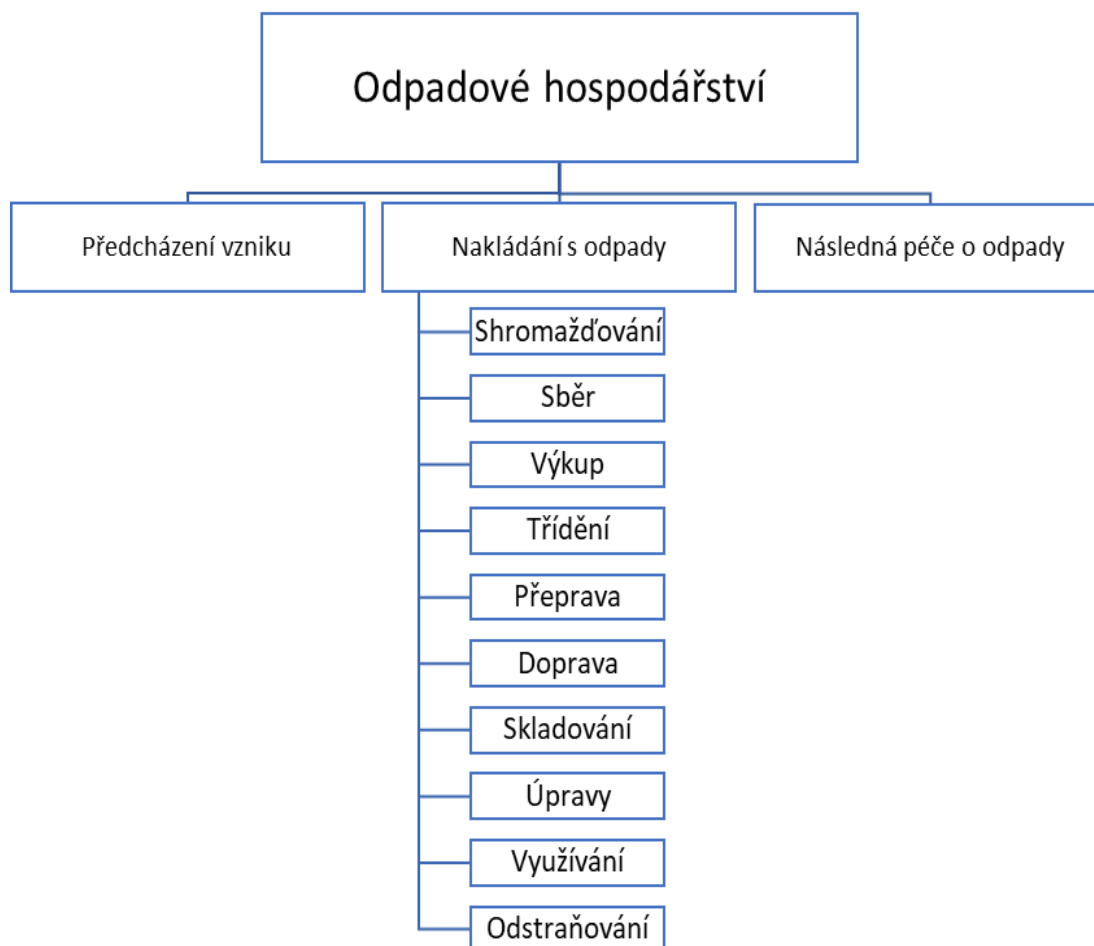 Odpadové hospodářství
Předcházení vzniku
Nakládání s odpady
Následná péče o odpady
Shromažďování
Sběr
Výkup
Třídění
Přeprava
Doprava
Skladování
Úpravy
Využívání
Odstraňování